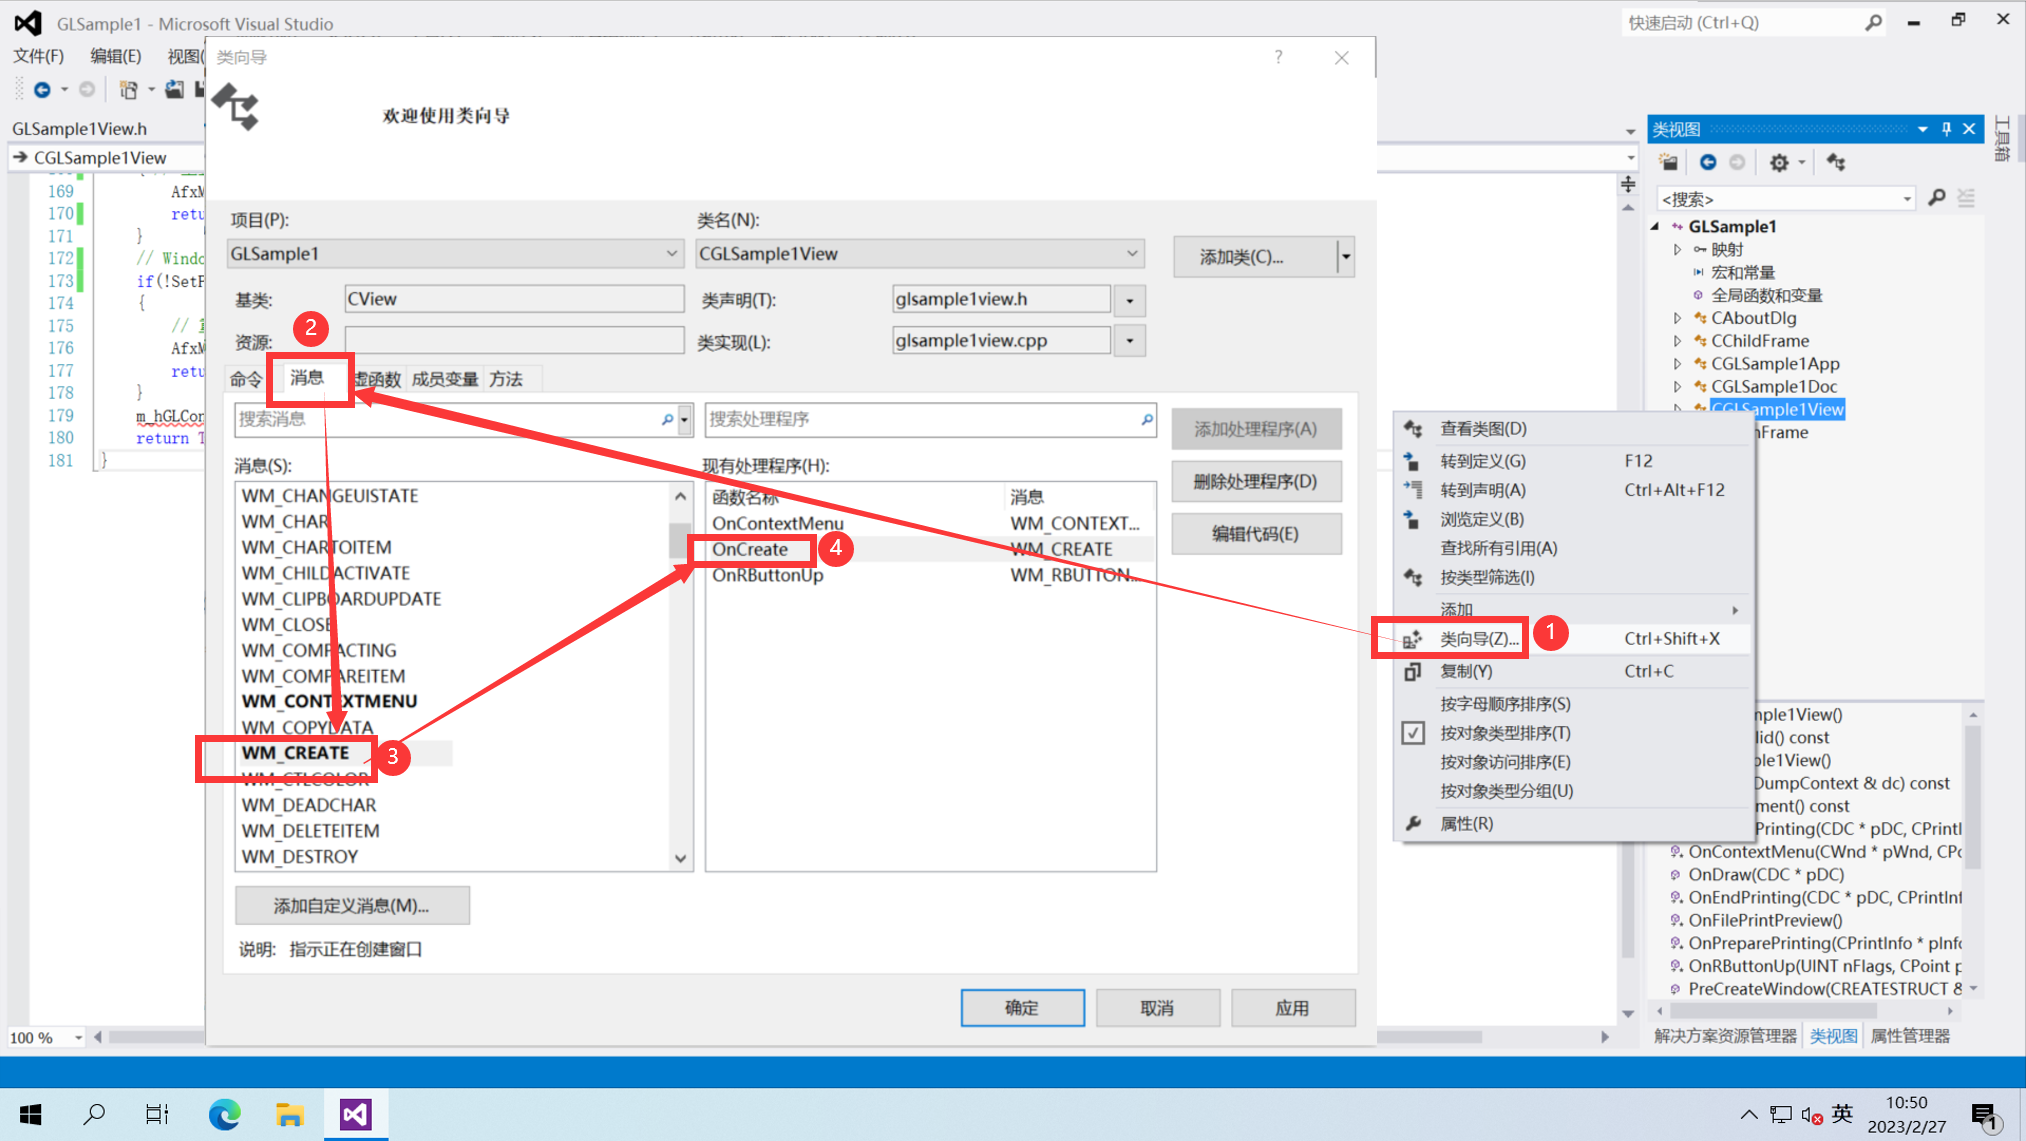 GLSample1 - Microsoft Visual Studio
快速启动 (Ctrl+Q)
文件(F)
编辑(E)
视图(
GLSample1View.h
CGLSample1View
169
AfxM
170
retu
171
}
172
// Windo
173
if(!SetP
174
{
175
//
176
AfxM
177
retu
178
}
179
m_hGLCon
180
return T
181
}
100 %
类向导
?
欢迎使用类向导
项目(P):
类名(N):
GLSample1
CGLSample1View
添加类(C)...
基类:
CView
类声明(T):
glsample1view.h
2
资源:
类实现(L):
glsample1view.cpp
命令
消息
虚函数
成员变量
方法
搜索消息
搜索处理程序
添加处理程序(A)
消息(S):
现有处理程序(H):
删除处理程序(D)
编辑代码(E)
WM_CHANGEUISTATE
WM_CHAR
WM_CHARTOITEM
WM_CHILDACTIVATE
WM_CLIPBOARDUPDATE
WM_CLOSE
WM_COMPACTING
WM_COMPAREITEM
WM_CONTEXTMENU
WM_COPYDATA
WM_CREATE
3
WM_CTLCOLOR
WM_DEADCHAR
WM_DELETEITEM
WM_DESTROY
函数名称
消息
OnContextMenu
WM_CONTEXT...
OnCreate
4
WM_CREATE
OnRButtonUp
WM_RBUTTON...
添加自定义消息(M)...
说明:
指示正在创建窗口
确定
取消
应用
类视图
工具箱
<搜索>
GLSample1
映射
宏和常量
全局函数和变量
CAboutDlg
CChildFrame
CGLSample1App
CGLSample1Doc
CGLSample1View
nFrame
查看类图(D)
转到定义(G)
F12
转到声明(A)
Ctrl+Alt+F12
浏览定义(B)
查找所有引用(A)
按类型筛选(I)
添加
类向导(Z)...
1
Ctrl+Shift+X
复制(Y)
Ctrl+C
按字母顺序排序(S)
按对象类型排序(T)
按对象访问排序(E)
按对象类型分组(U)
属性(R)
mple1View()
lid() const
ple1View()
DumpContext & dc) const
ment() const
Printing(CDC * pDC, CPrintI
OnContextMenu(CWnd * pWnd, CPo
OnDraw(CDC * pDC)
OnEndPrinting(CDC * pDC, CPrintInf
OnFilePrintPreview()
OnPreparePrinting(CPrintInfo * pInfo
OnRButtonUp(UINT nFlags, CPoint p
PreCreateWindow(CREATESTRUCT &
解决方案资源管理器
类视图
属性管理器
英
10:50
2023/2/27
1